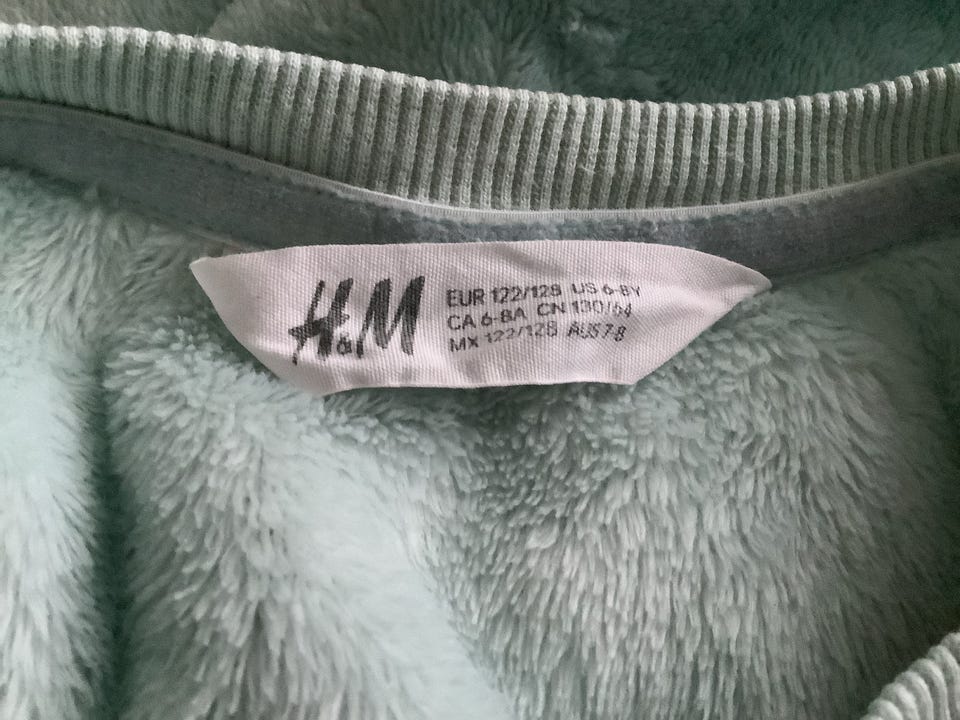 H&M
EUR 122/128 US 6-8Y
CA 6-8A CN 130/64
MX 122/128 AUS 7-8